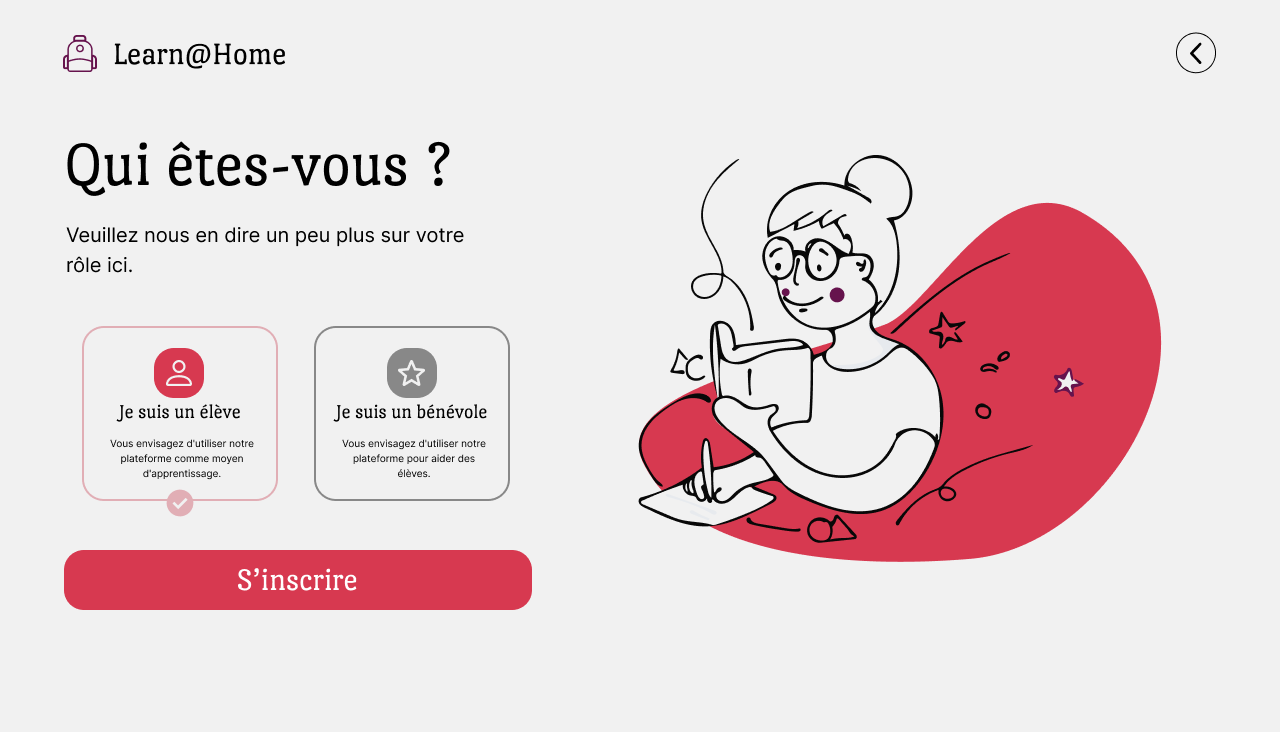 Learn@Home
Qui êtes-vous ?
Veuillez nous en dire un peu plus sur votre
rôle ici.
Je suis un élève
Vous envisagez d'utiliser notre
plateforme comme moyen
d'apprentissage.
Je suis un bénévole
Vous envisagez d'utiliser notre
plateforme pour aider des
élèves.
S’inscrire